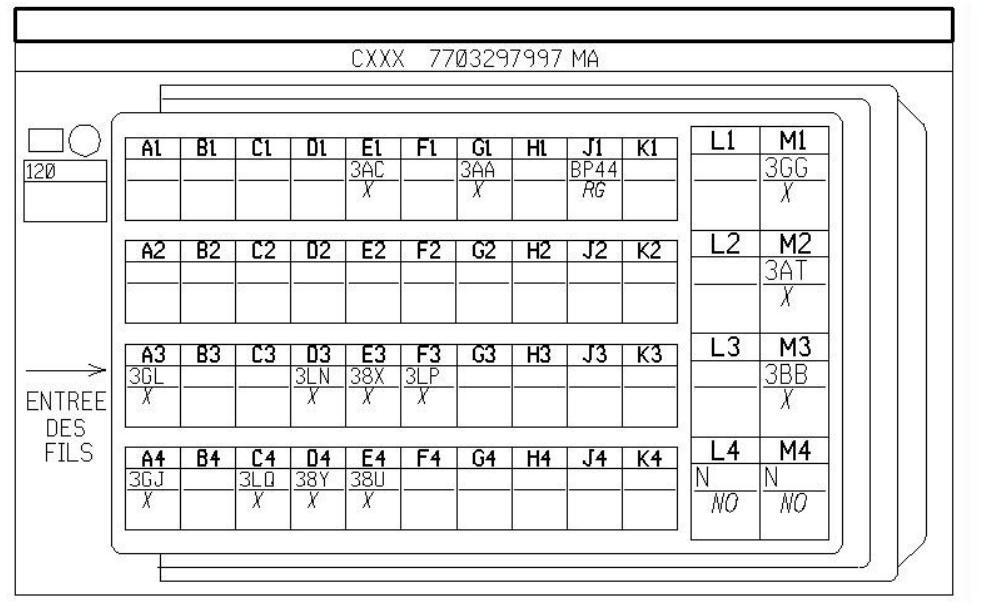 CXXX 7703297997 MA
120
A1 B1 C1 D1 E1 F1 G1 H1 J1 K1 L1 M1
3AC 3AA BP44 3GG
X X RG X
A2 B2 C2 D2 E2 F2 G2 H2 J2 K2 L2 M2
3AT
X
A3 B3 C3 D3 E3 F3 G3 H3 J3 K3 L3 M3
3GL 3LN 38X 3LP 3BB
X X X X X
ENTREE
DES
FILS
A4 B4 C4 D4 E4 F4 G4 H4 J4 K4 L4 M4
3GJ 3LQ 38Y 38U N N
X X X X NO NO